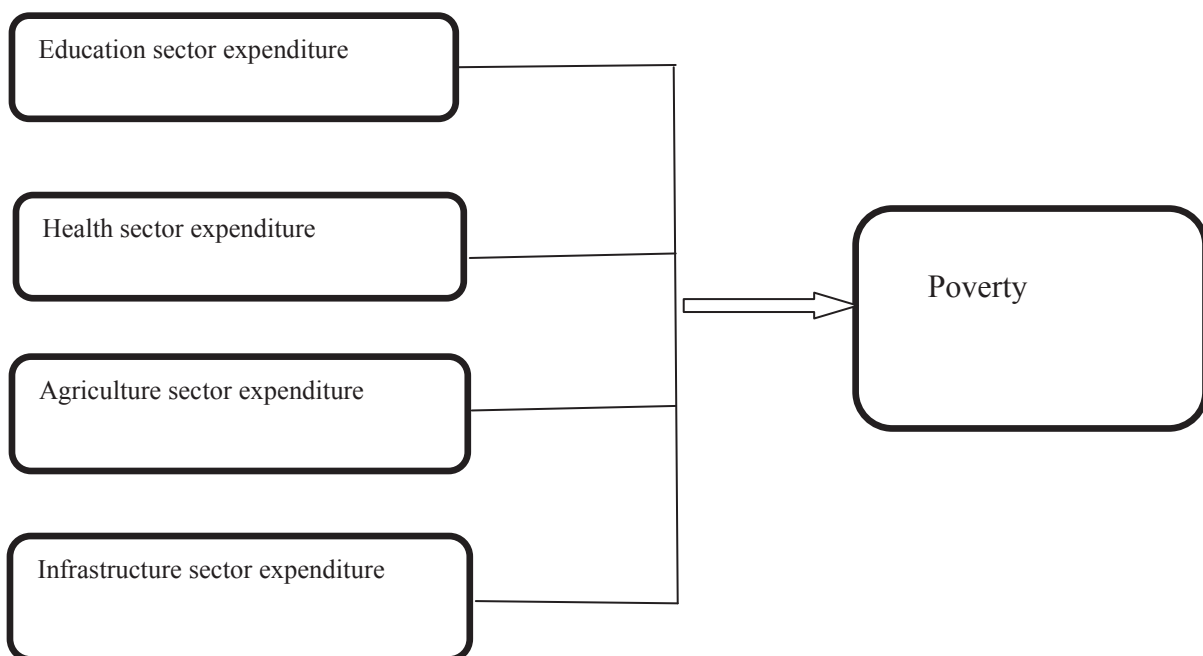 Education sector expenditure
Health sector expenditure
Poverty
Agriculture sector expenditure
Infrastructure sector expenditure